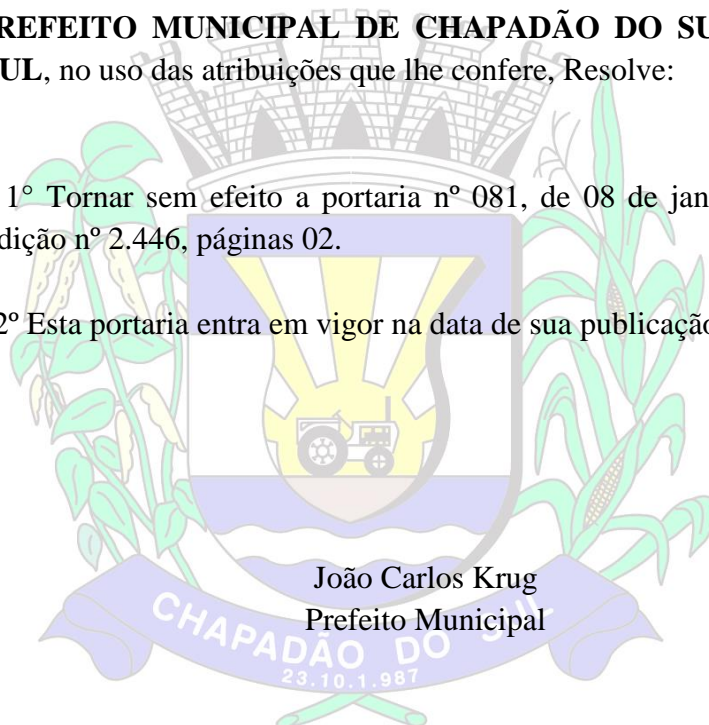 REFEITO MUNICIPAL DE CHAPADÃO DO SU
UL, no uso das atribuições que lhe confere, Resolve:
1° Tornar sem efeito a portaria nº 081, de 08 de jan
dição nº 2.446, páginas 02.
2º Esta portaria entra em vigor na data de sua publicação
João Carlos Krug
Prefeito Municipal
CHAPADÃO DO SUL
23.10.1.987